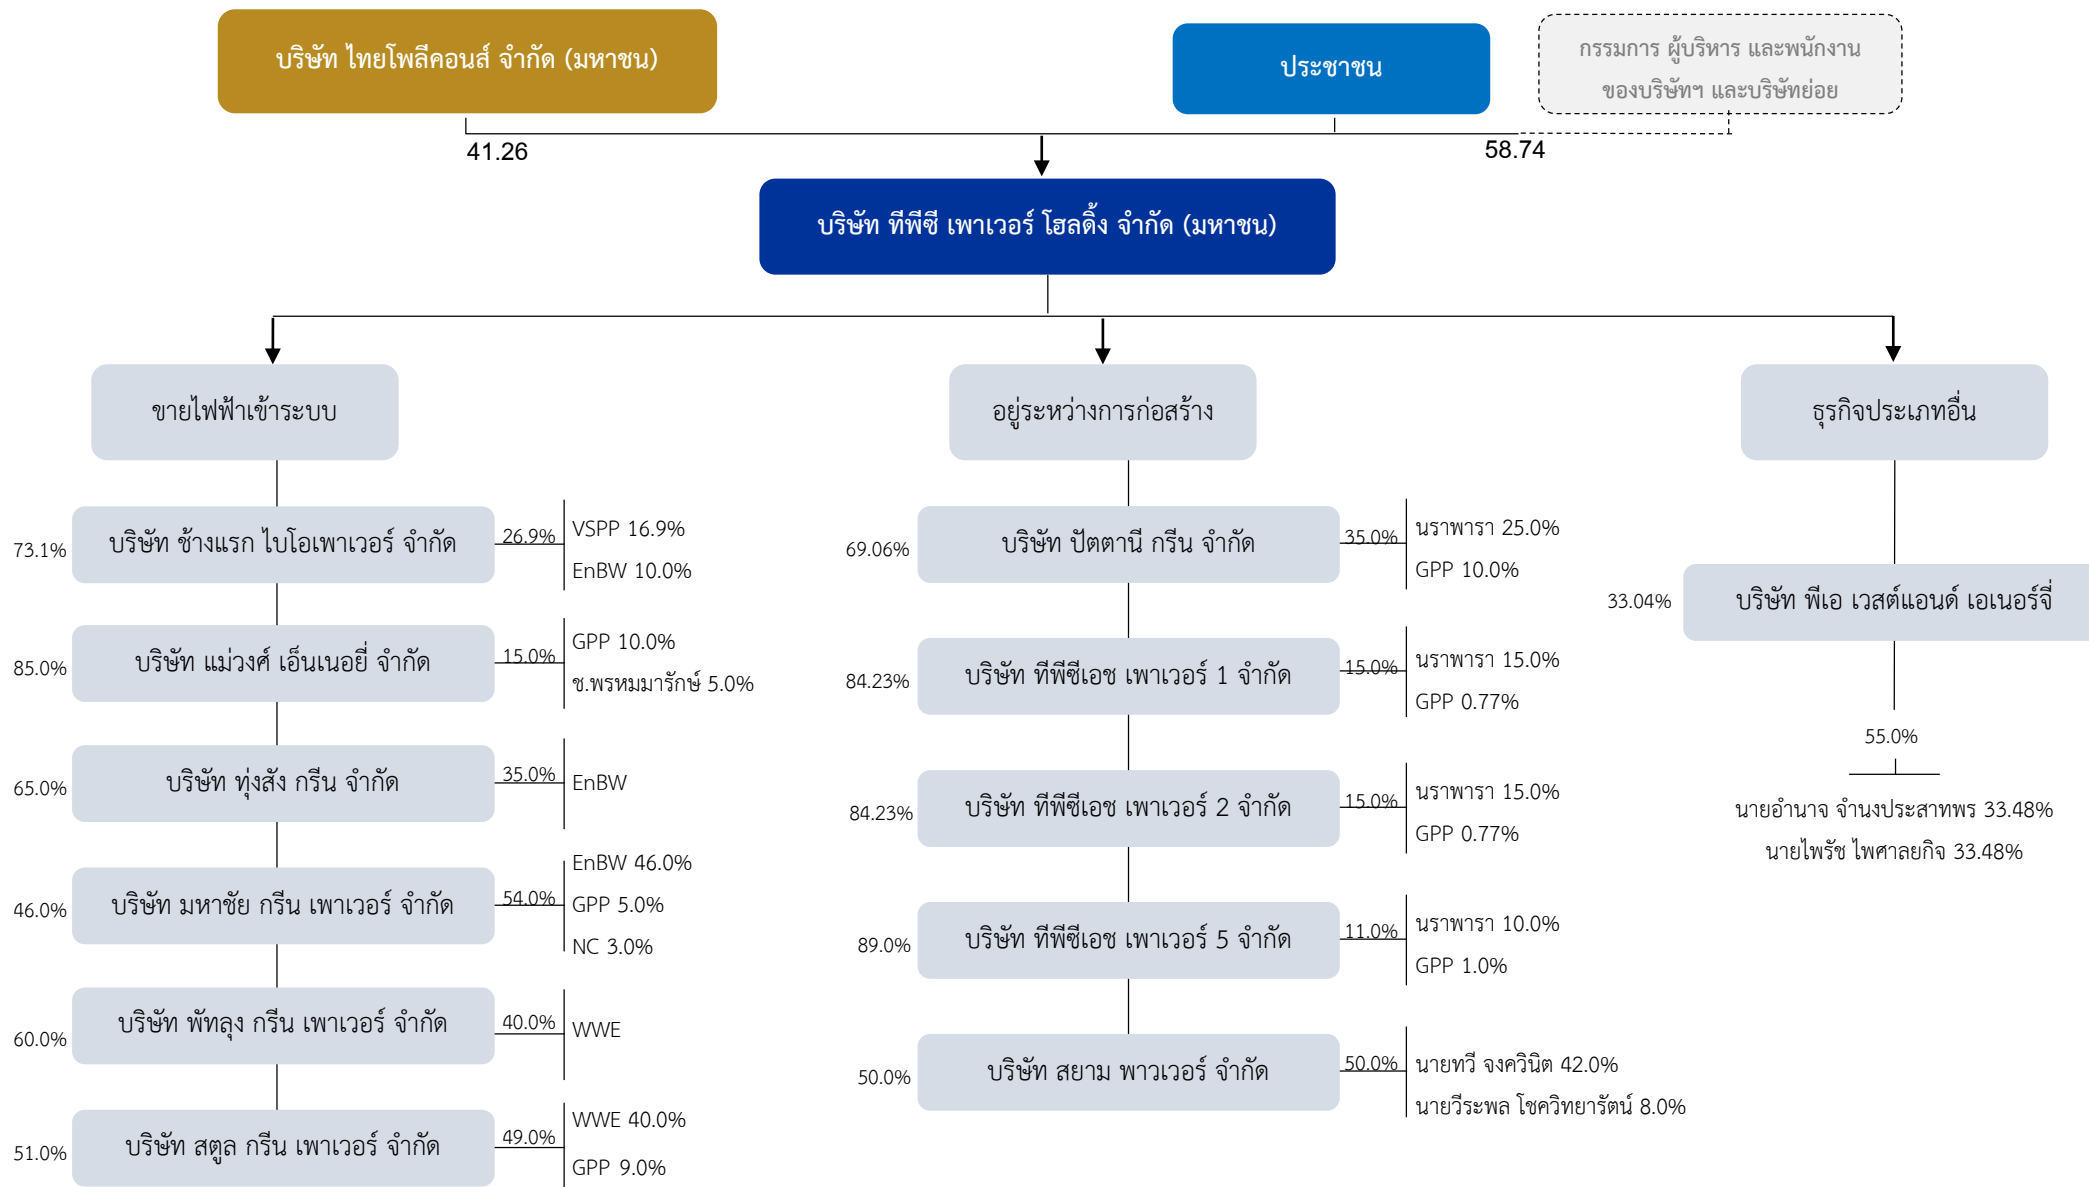 บริษัท ไทยโพลีคอนส์ จำกัด (มหาชน)
ประชาชน
กรรมการ ผู้บริหาร และพนักงาน
ของบริษัทฯ และบริษัทย่อย
41.26
58.74
บริษัท ทีพีซี เพาเวอร์ โฮลดิ้ง จำกัด (มหาชน)
ขายไฟฟ้าเข้าระบบ
73.1%
บริษัท ช้างแรก ไบโอเพาเวอร์ จำกัด
26.9%
VSPP 16.9%
EnBW 10.0%
85.0%
บริษัท แม่วงศ์ เอ็นเนอยี่ จำกัด
15.0%
GPP 10.0%
ช.พรหมมารักษ์ 5.0%
65.0%
บริษัท ทุ่งสัง กรีน จำกัด
35.0%
EnBW
46.0%
บริษัท มหาชัย กรีน เพาเวอร์ จำกัด
54.0%
EnBW 46.0%
GPP 5.0%
NC 3.0%
60.0%
บริษัท พัทลุง กรีน เพาเวอร์ จำกัด
40.0%
WWE
51.0%
บริษัท สตูล กรีน เพาเวอร์ จำกัด
49.0%
WWE 40.0%
GPP 9.0%
อยู่ระหว่างการก่อสร้าง
69.06%
บริษัท ปัตตานี กรีน จำกัด
35.0%
นราพารา 25.0%
GPP 10.0%
84.23%
บริษัท ทีพีซีเอช เพาเวอร์ 1 จำกัด
15.0%
นราพารา 15.0%
GPP 0.77%
84.23%
บริษัท ทีพีซีเอช เพาเวอร์ 2 จำกัด
15.0%
นราพารา 15.0%
GPP 0.77%
89.0%
บริษัท ทีพีซีเอช เพาเวอร์ 5 จำกัด
11.0%
นราพารา 10.0%
GPP 1.0%
50.0%
บริษัท สยาม พาวเวอร์ จำกัด
50.0%
นายทวี จงควินิต 42.0%
นายวีระพล โชควิทยารัตน์ 8.0%
ธุรกิจประเภทอื่น
33.04%
บริษัท พีเอ เวสต์แอนด์ เอเนอร์จี่
55.0%
นายอำนาจ จำนงประสาทพร 33.48%
นายไพรัช ไพศาลยกิจ 33.48%